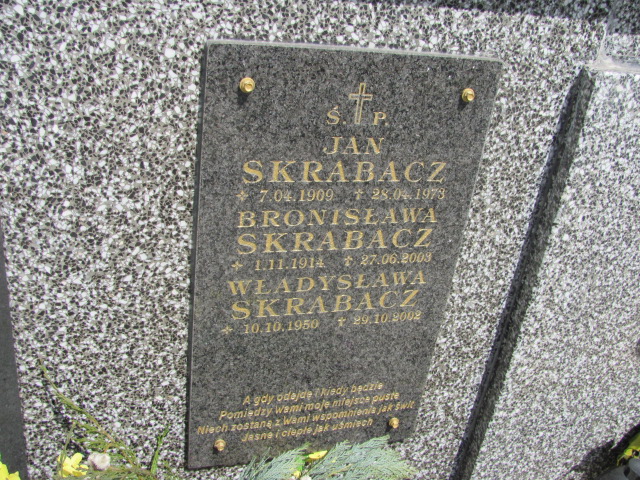 Ś. P.
JAN
SKRABACZ
7.04.1909 28.04.1973
BRONISŁAWA
SKRABACZ
1.11.1914 27.06.2003
WŁADYSŁAWA
SKRABACZ
10.10.1950 29.10.2002
A gdy odejdę i kiedy będzie
Pomiędzy wami moje miejsce puste
Niech zostaną z wami wspomnienia jak świt
Jasne i ciepłe jak uśmiech